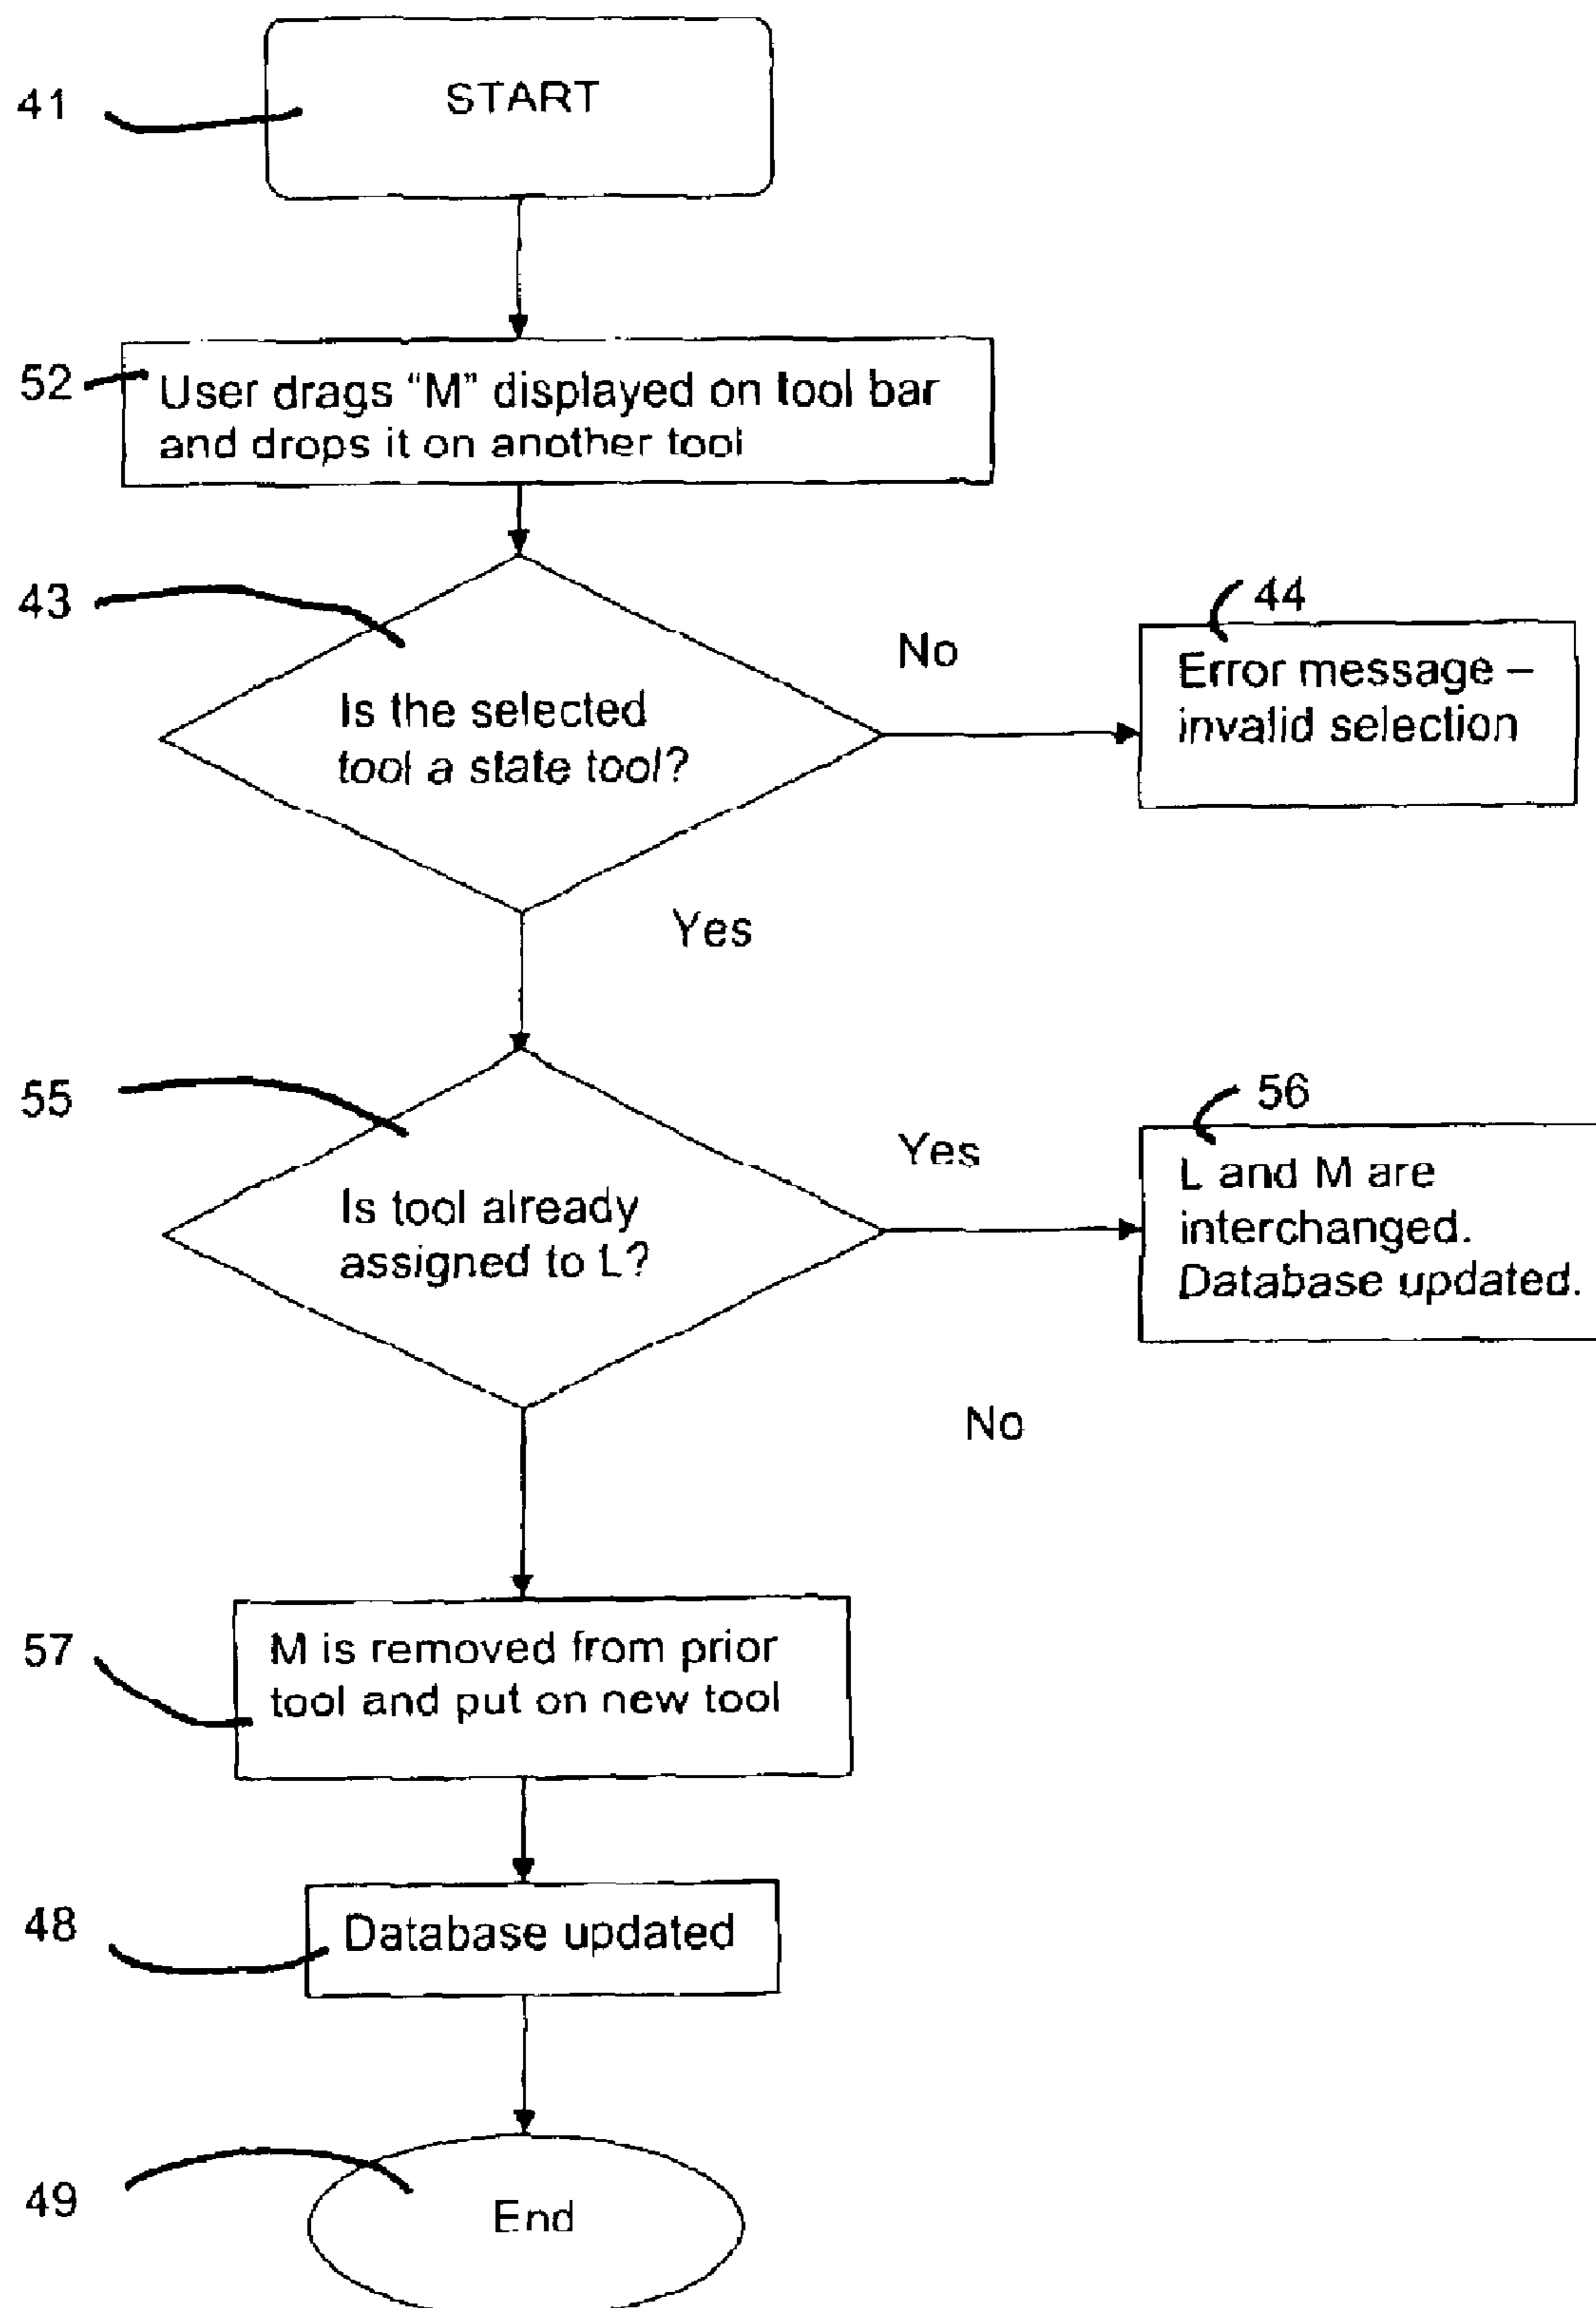 41
START
52
User drags “M” displayed on tool bar
and drops it on another tool
43
Is the selected
tool a state tool?
No
44
Error message –
invalid selection
Yes
55
Is tool already
assigned to L?
Yes
56
L and M are
interchanged.
Database updated.
No
57
M is removed from prior
tool and put on new tool
48
Database updated
49
End